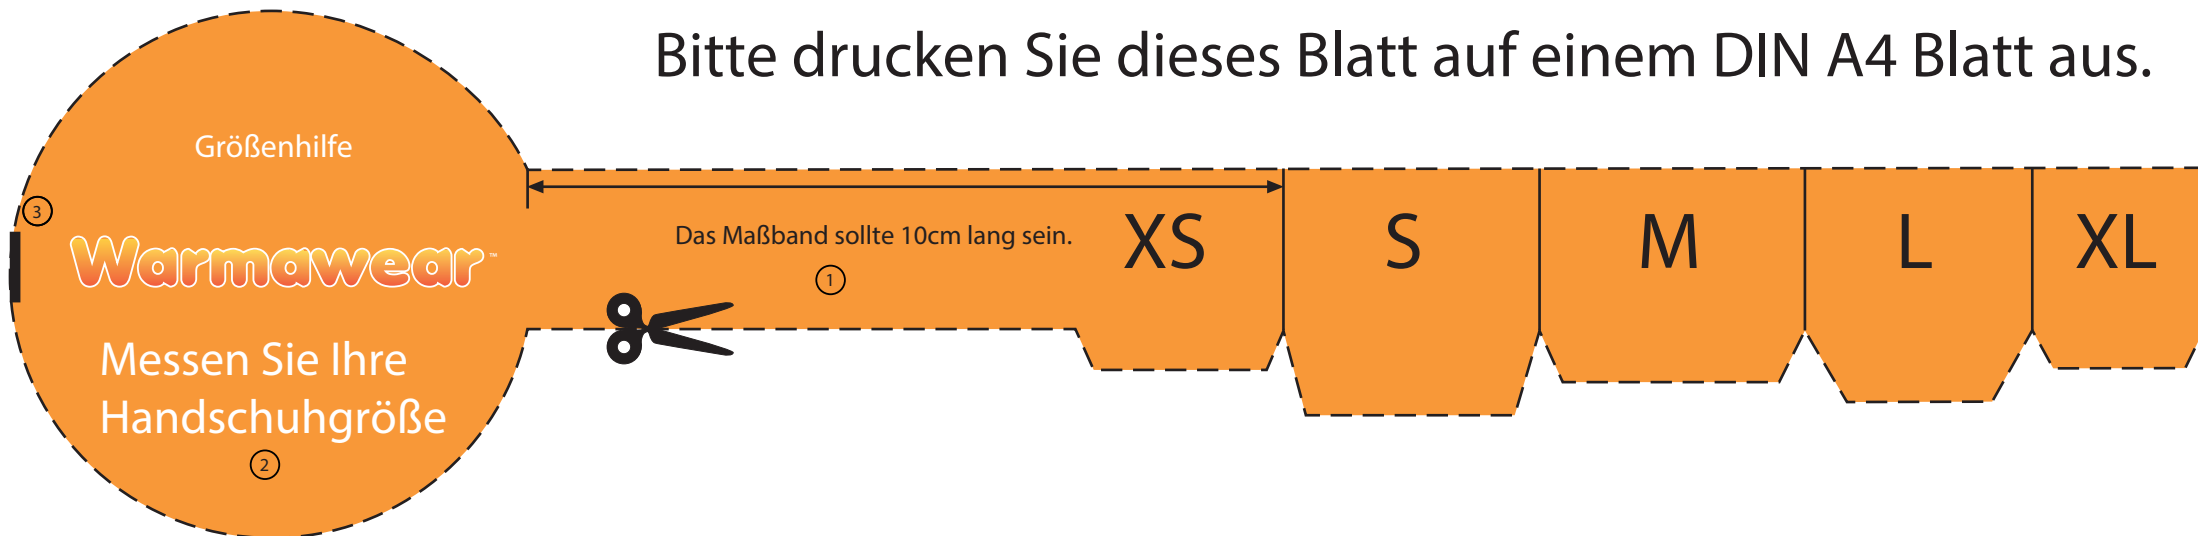 Bitte drucken Sie dieses Blatt auf einem DIN A4 Blatt aus.
Größenhilfe
3
Warmawear™
Messen Sie Ihre
Handschuhgröße
2
Das Maßband sollte 10cm lang sein.
1
XS
S
M
L
XL